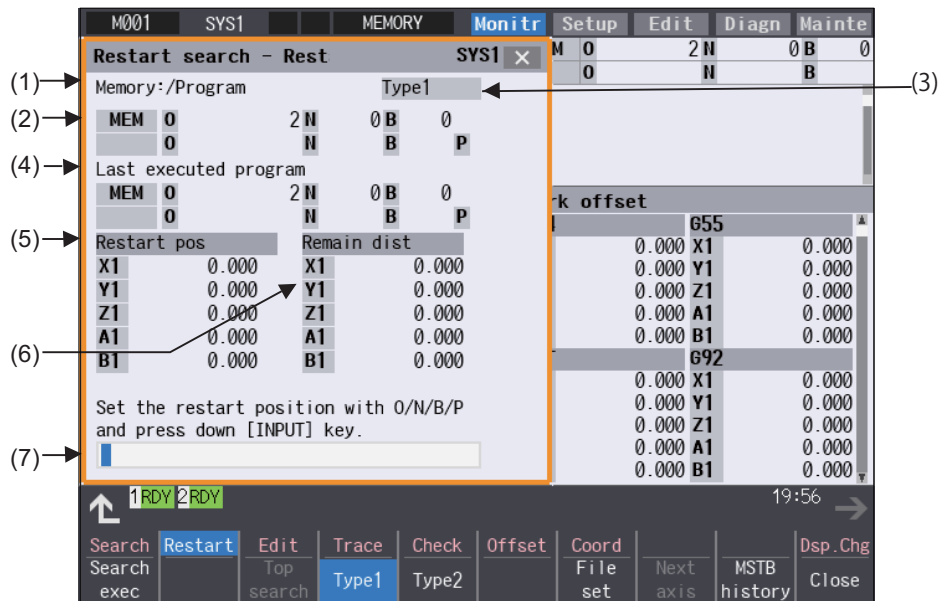 M001 SYS1 MEMORY Monitr Setup Edit Diagn Mainte
Restart search - Rest SYS1 ×
M O 2 N 0 B 0
O N B
(1) Memory:/Program Type1 (3)
(2) MEM O 2 N 0 B 0
O N B P
(4) Last executed program
MEM O 2 N 0 B 0
O N B P
rk offset
(5) Restart pos Remain dist
X1 0.000 X1 0.000
Y1 0.000 Y1 0.000
Z1 0.000 Z1 0.000
A1 0.000 A1 0.000
B1 0.000 B1 0.000
(6)
G55
0.000 X1 0.000
0.000 Y1 0.000
0.000 Z1 0.000
0.000 A1 0.000
0.000 B1 0.000
G92
0.000 X1 0.000
0.000 Y1 0.000
0.000 Z1 0.000
0.000 A1 0.000
0.000 B1 0.000
Set the restart position with O/N/B/P
and press down [INPUT] key.
(7)
1 RDY 2 RDY 19:56
Search Restart Edit Trace Check Offset Coord Dsp.Chg
Search exec
Top search
Type1
Type2
File set
Next axis
MSTB history
Close